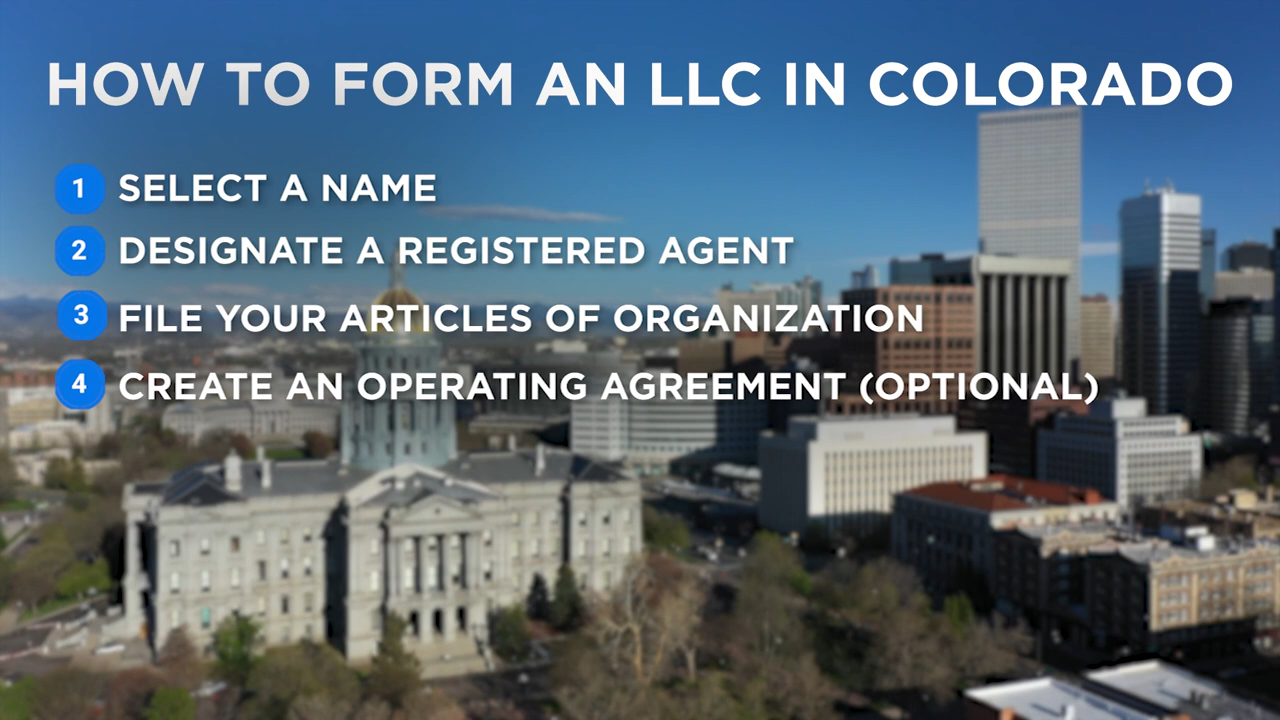 HOW TO FORM AN LLC IN COLORADO
1 SELECT A NAME
2 DESIGNATE A REGISTERED AGENT
3 FILE YOUR ARTICLES OF ORGANIZATION
4 CREATE AN OPERATING AGREEMENT (OPTIONAL)